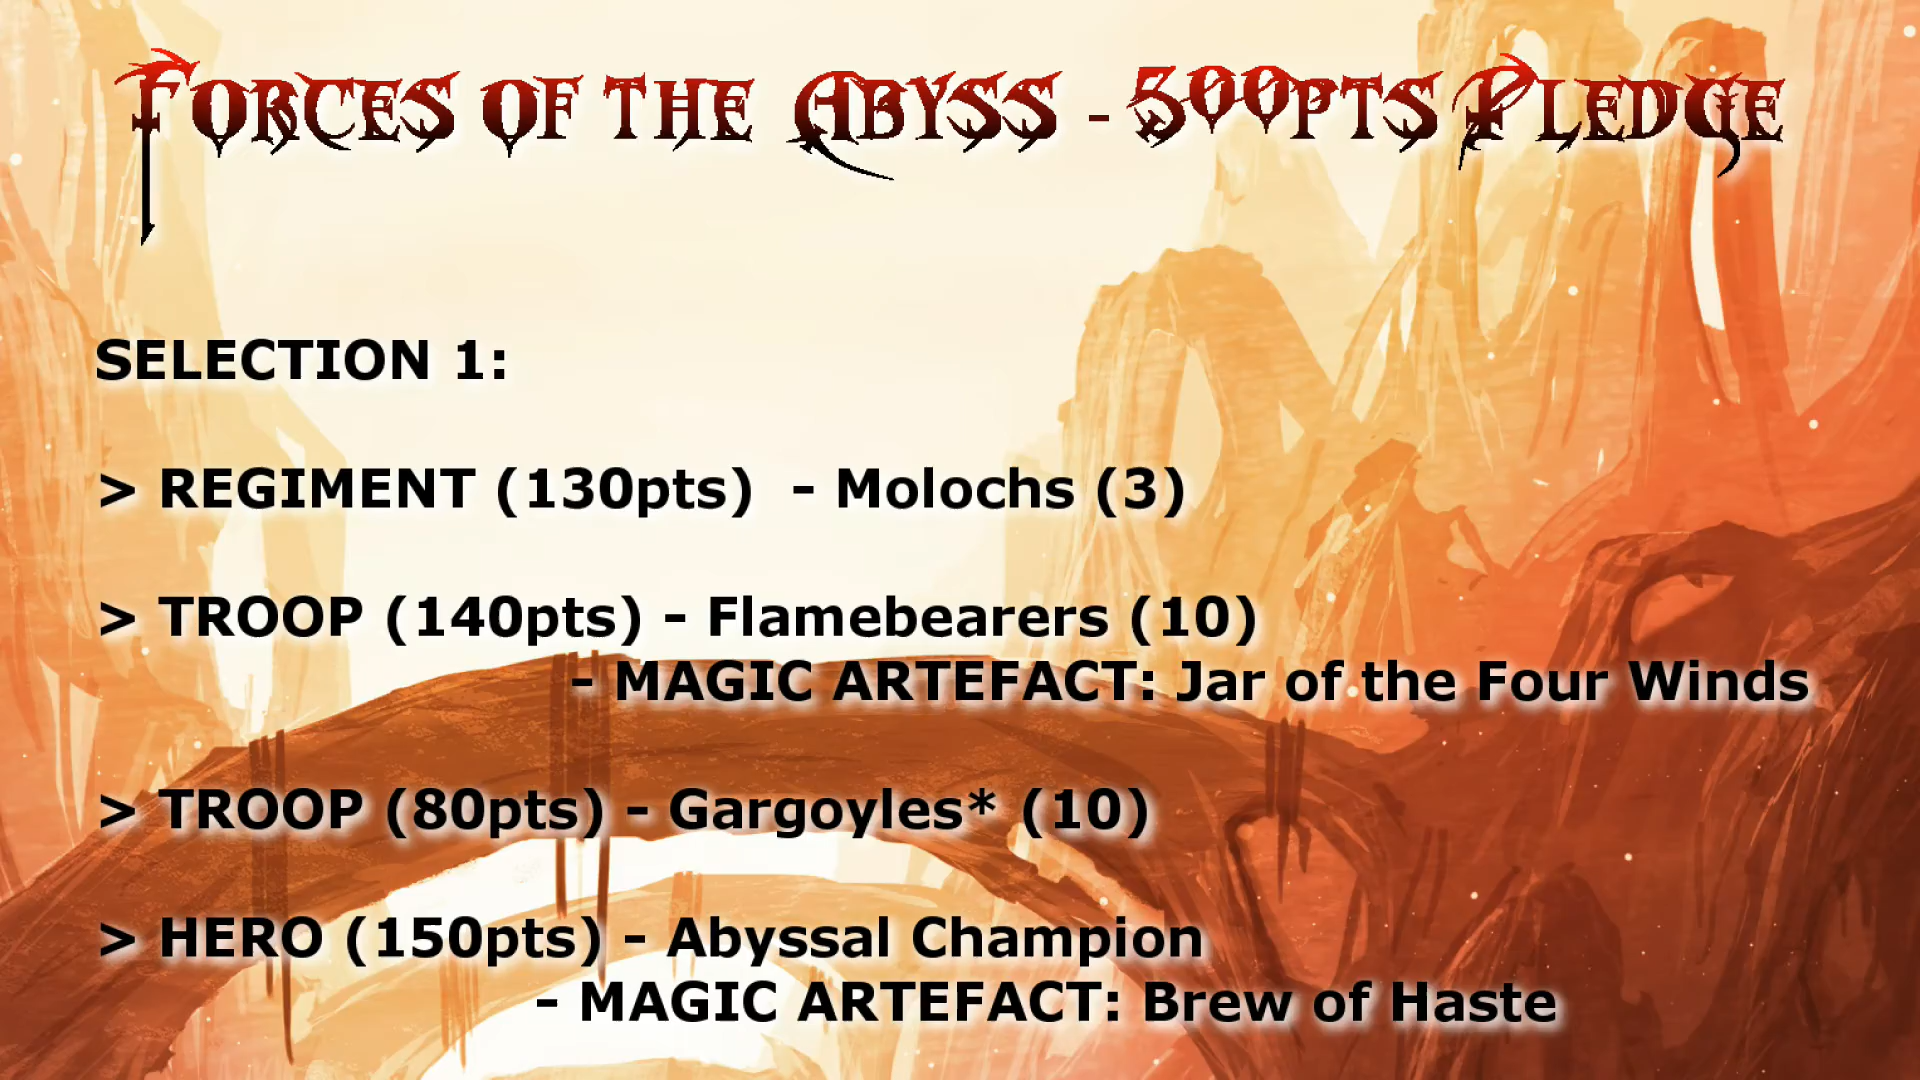 Forces of the Abyss - 500pts Pledge
SELECTION 1:
> REGIMENT (130pts)  - Molochs (3)
> TROOP (140pts) - Flamebearers (10)
- MAGIC ARTEFACT: Jar of the Four Winds
> TROOP (80pts) - Gargoyles* (10)
> HERO (150pts) - Abyssal Champion
- MAGIC ARTEFACT: Brew of Haste